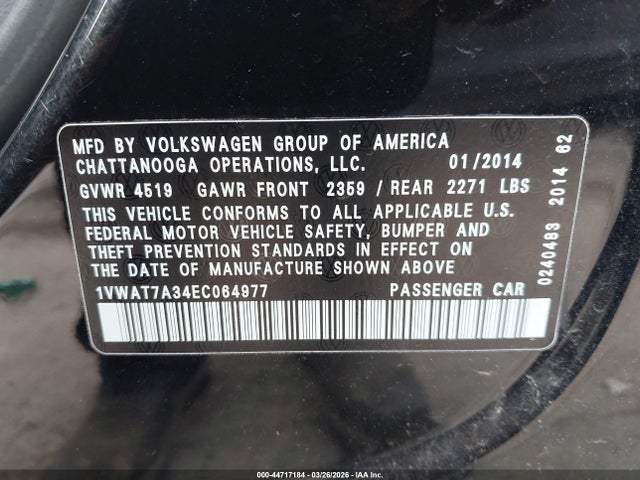 MFD BY VOLKSWAGEN GROUP OF AMERICA
CHATTANOOGA OPERATIONS, LLC. 01/2014
GVWR 4519 GAWR FRONT 2359 / REAR 2271 LBS
THIS VEHICLE CONFORMS TO ALL APPLICABLE U.S.
FEDERAL MOTOR VEHICLE SAFETY, BUMPER AND
THEFT PREVENTION STANDARDS IN EFFECT ON
THE DATE OF MANUFACTURE SHOWN ABOVE
1VWAT7A34EC064977 PASSENGER CAR
0240483 2014 62
000-44717184 | 03/26/2026 | IAA Inc.